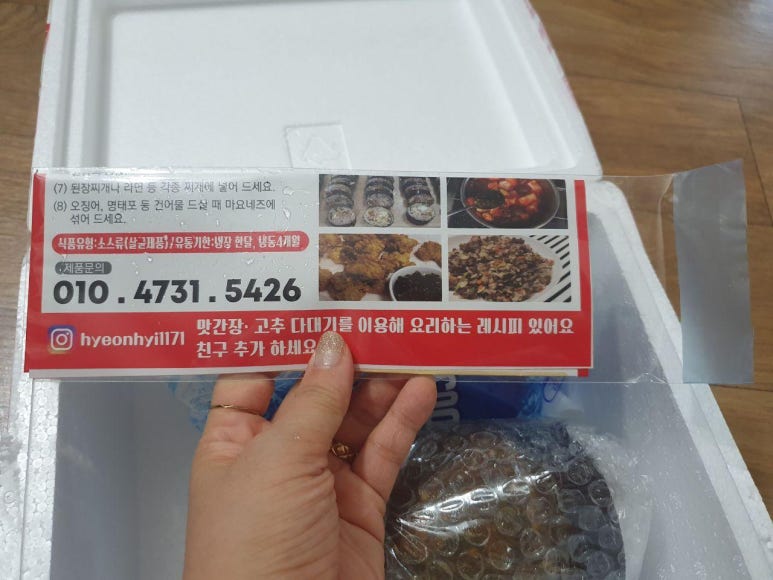 (7) 된장찌개나 라면 등 각종 찌개에 넣어 드세요.
(8) 오징어, 명태포 등 건어물 드실 때 마요네즈에
섞어 드세요.
식품유형:소스류(살균제품)/유통기한:냉장 한달, 냉동4개월
제품문의
010 . 4731 . 5426
hyeonhyi1171
맛간장· 고추 다대기를 이용해 요리하는 레시피 있어요
친구 추가 하세요